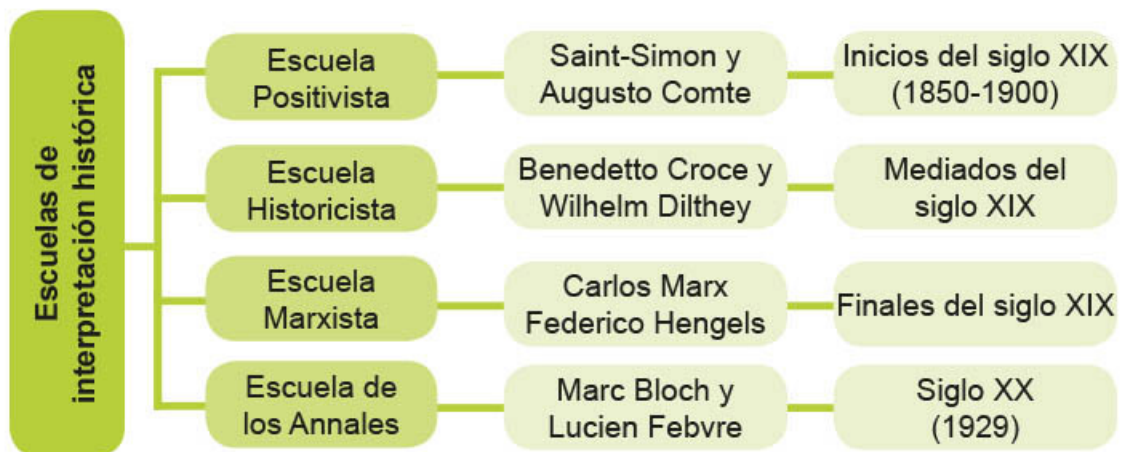 Escuelas de
interpretación histórica
Escuela
Positivista
Saint-Simon y
Augusto Comte
Inicios del siglo XIX
(1850-1900)
Escuela
Historicista
Benedetto Croce y
Wilhelm Dilthey
Mediados del
siglo XIX
Escuela
Marxista
Carlos Marx
Federico Hengels
Finales del siglo XIX
Escuela de
los Annales
Marc Bloch y
Lucien Febvre
Siglo XX
(1929)